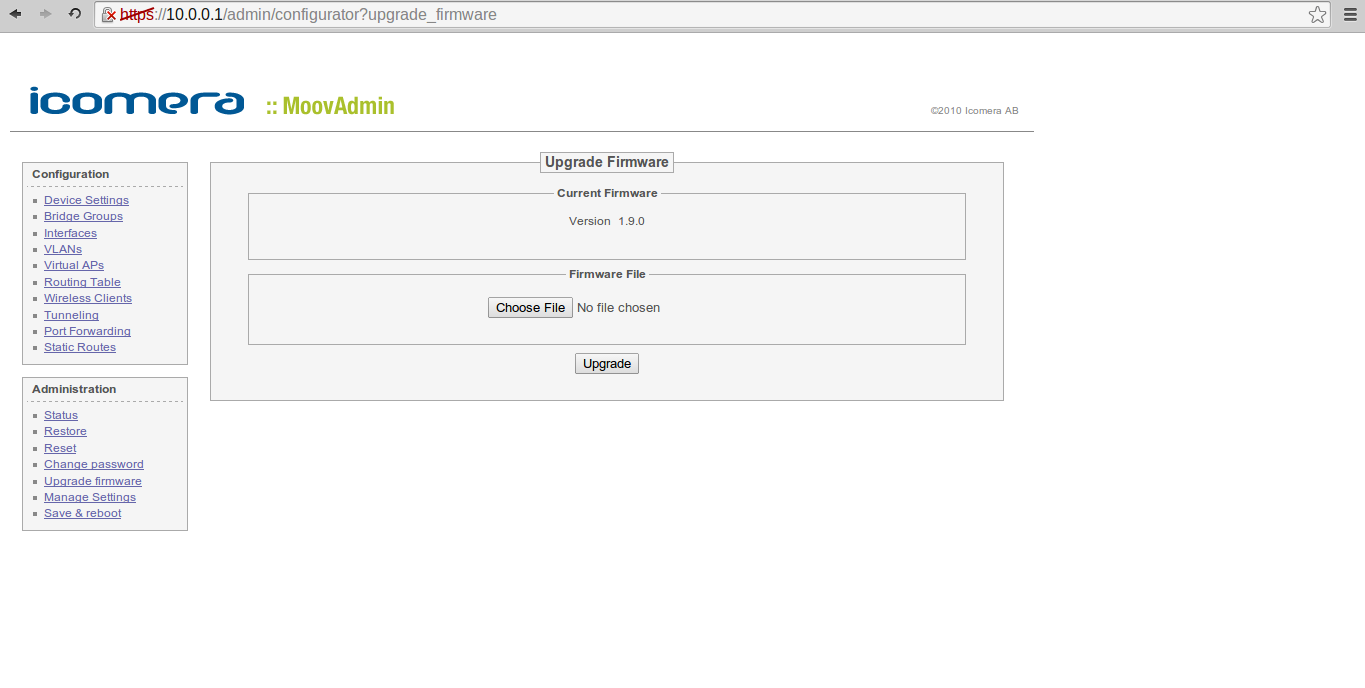 https://10.0.0.1/admin/configurator?upgrade_firmware
icomera :: MoovAdmin
©2010 Icomera AB
Configuration
Device Settings
Bridge Groups
Interfaces
VLANs
Virtual APs
Routing Table
Wireless Clients
Tunneling
Port Forwarding
Static Routes
Administration
Status
Restore
Reset
Change password
Upgrade firmware
Manage Settings
Save & reboot
Upgrade Firmware
Current Firmware
Version 1.9.0
Firmware File
Choose File No file chosen
Upgrade